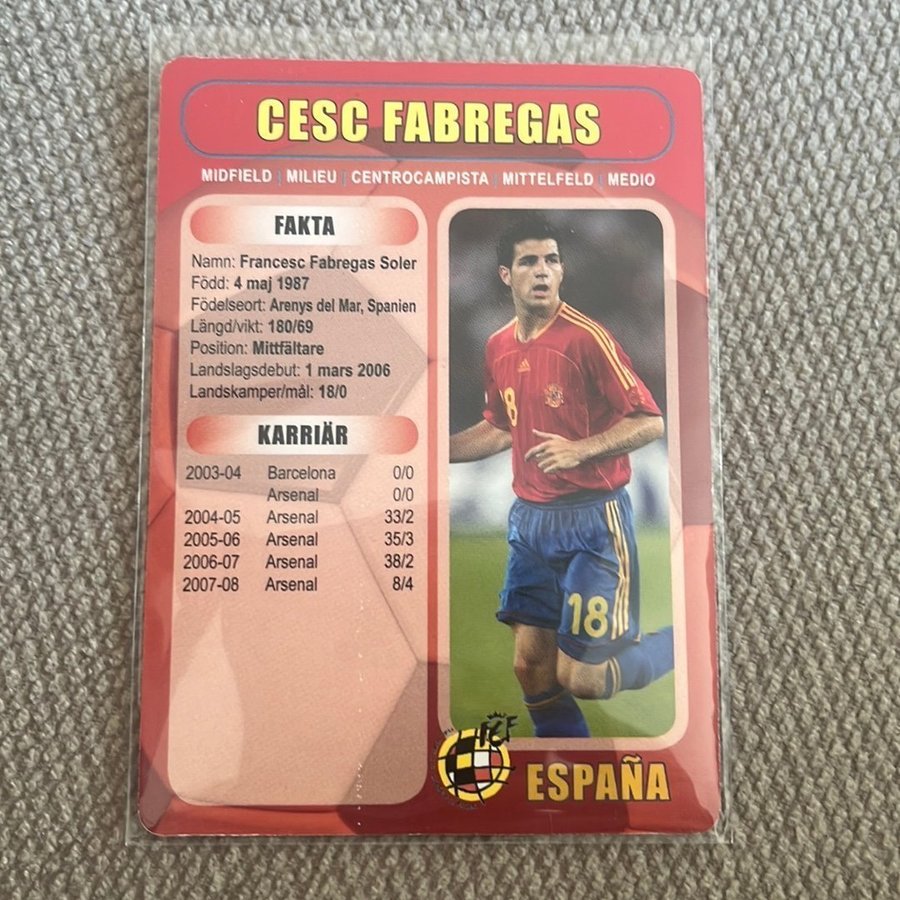 CESC FABREGAS
MIDFIELD | MILIEU | CENTROCAMPISTA | MITTELFELD | MEDIO
FAKTA
Namn: Francesc Fabregas Soler
Född: 4 maj 1987
Födelseort: Arenys del Mar, Spanien
Längd/vikt: 180/69
Position: Mittfältare
Landslagsdebut: 1 mars 2006
Landskamper/mål: 18/0
KARRIÄR
2003-04 Barcelona 0/0
Arsenal 0/0
2004-05 Arsenal 33/2
2005-06 Arsenal 35/3
2006-07 Arsenal 38/2
2007-08 Arsenal 8/4
8
adidas
18
ESPAÑA